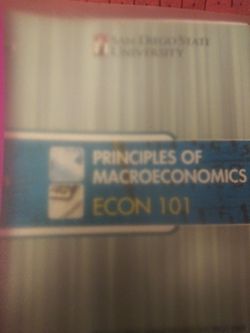 SAN DIEGO STATE
UNIVERSITY
PRINCIPLES OF
MACROECONOMICS
ECON 101